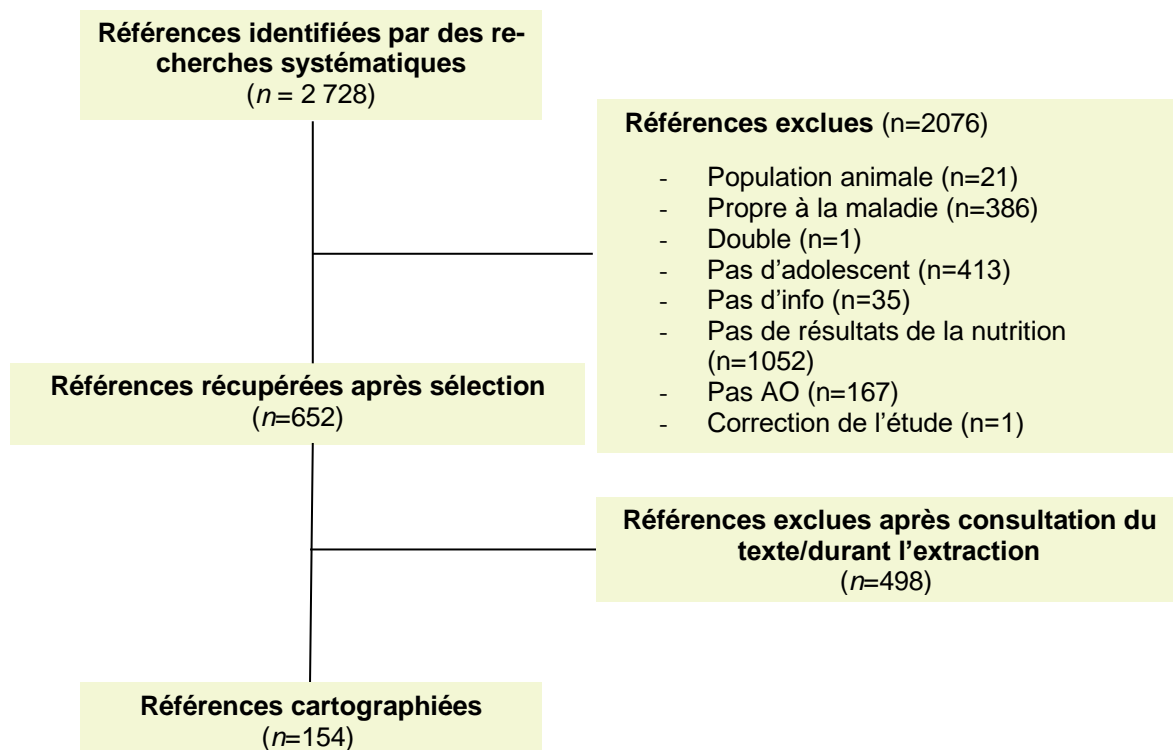 Références identifiées par des re-
cherches systématiques
(n = 2 728)
Références exclues (n=2076)
- Population animale (n=21)
- Propre à la maladie (n=386)
- Double (n=1)
- Pas d’adolescent (n=413)
- Pas d’info (n=35)
- Pas de résultats de la nutrition
(n=1052)
- Pas AO (n=167)
- Correction de l’étude (n=1)
Références récupérées après sélection
(n=652)
Références exclues après consultation du
texte/durant l’extraction
(n=498)
Références cartographiées
(n=154)